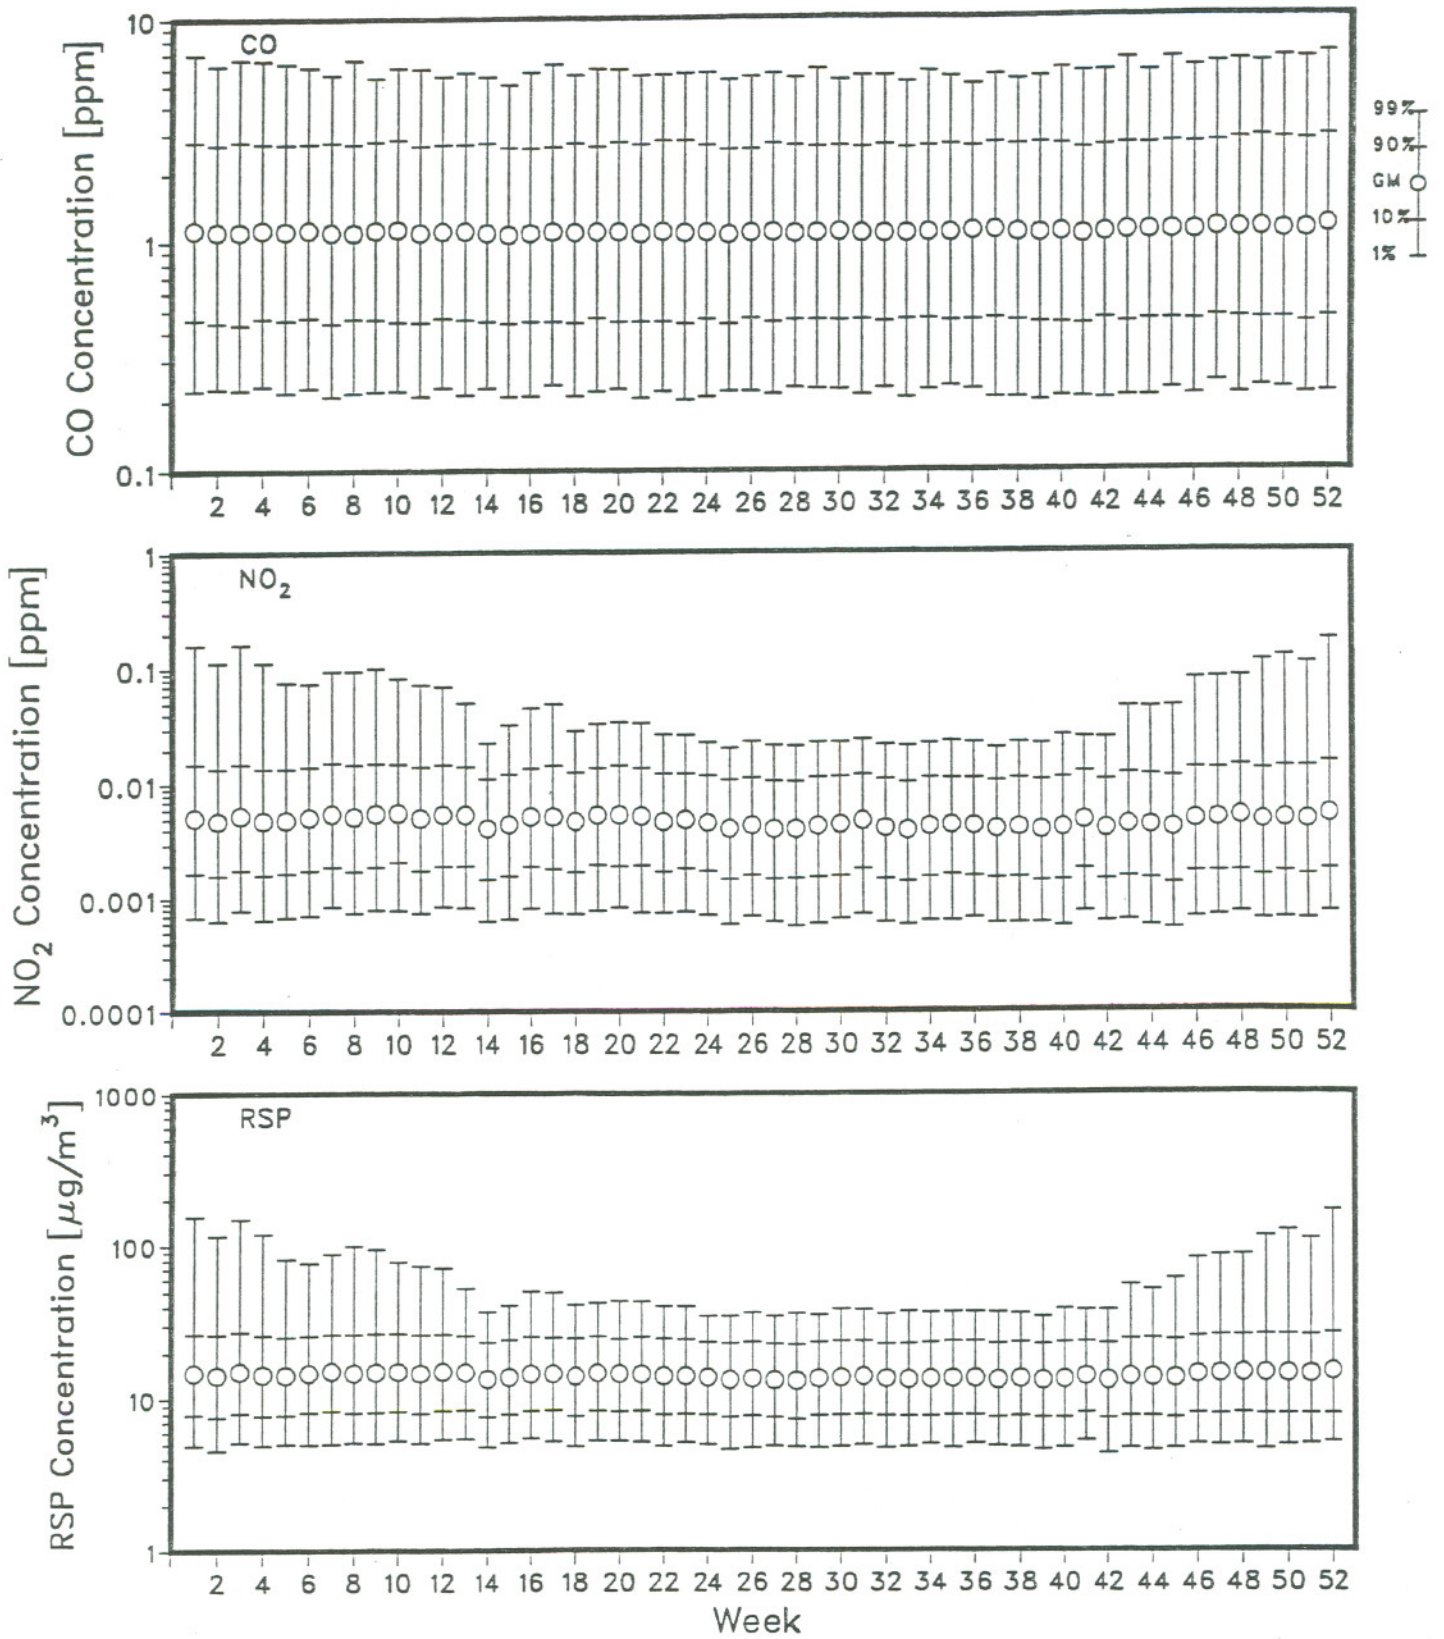 10
CO
CO Concentration [ppm]
1
0.1
2 4 6 8 10 12 14 16 18 20 22 24 26 28 30 32 34 36 38 40 42 44 46 48 50 52
99%
90%
GM
10%
1%
1
NO2
NO2 Concentration [ppm]
0.1
0.01
0.001
0.0001
2 4 6 8 10 12 14 16 18 20 22 24 26 28 30 32 34 36 38 40 42 44 46 48 50 52
1000
RSP
RSP Concentration [μg/m3]
100
10
1
2 4 6 8 10 12 14 16 18 20 22 24 26 28 30 32 34 36 38 40 42 44 46 48 50 52
Week